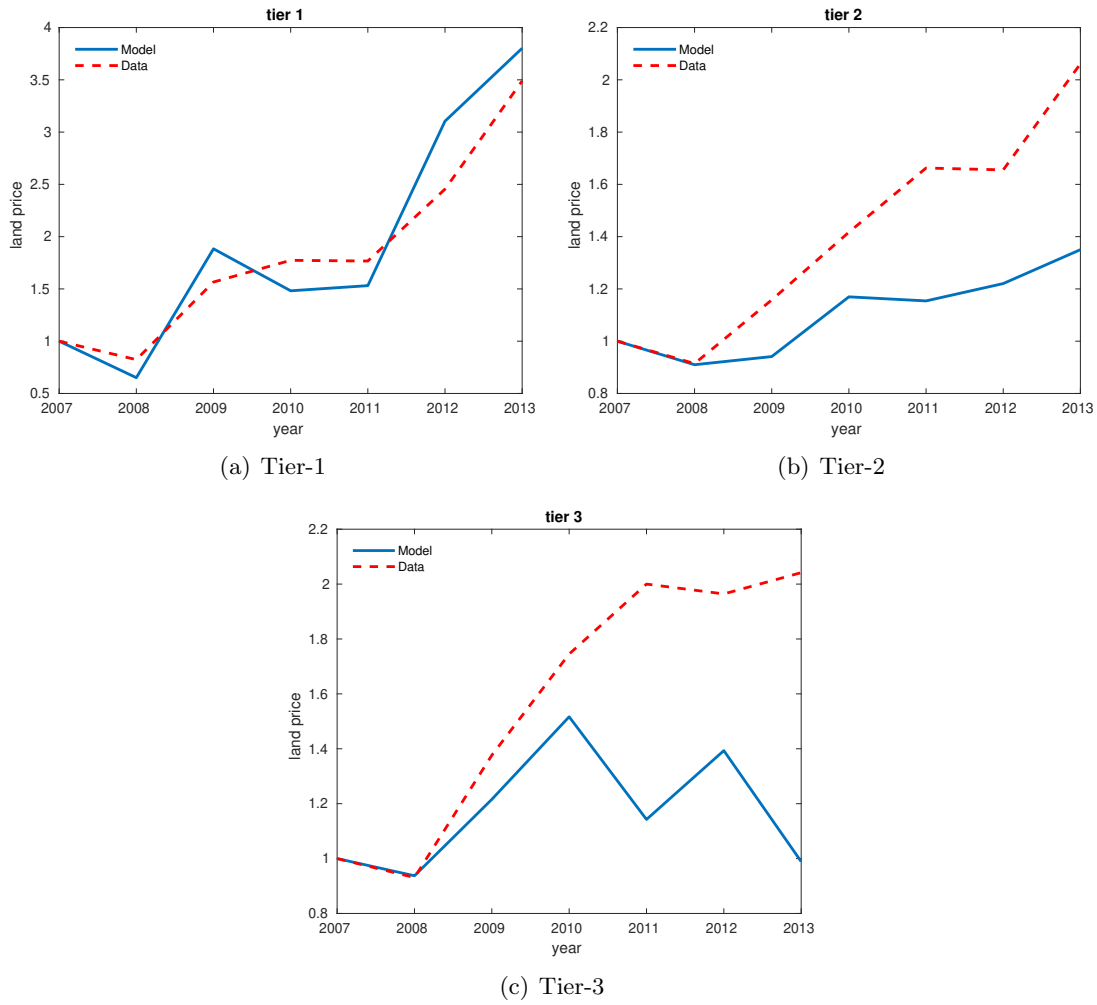 tier 1
4
3.5
3
2.5
2
1.5
1
0.5
land price
Model
Data
2007 2008 2009 2010 2011 2012 2013
year
(a) Tier-1
tier 2
2.2
2
1.8
1.6
1.4
1.2
1
0.8
land price
Model
Data
2007 2008 2009 2010 2011 2012 2013
year
(b) Tier-2
tier 3
2.2
2
1.8
1.6
1.4
1.2
1
0.8
land price
Model
Data
2007 2008 2009 2010 2011 2012 2013
year
(c) Tier-3